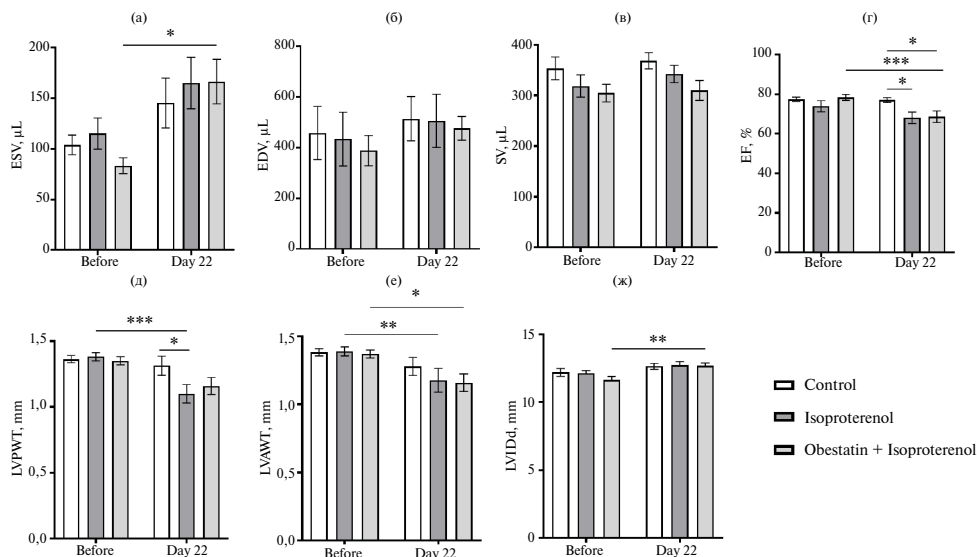 (а)
*
200
150
100
50
0
ESV, µL
Before
Day 22
(б)
800
600
400
200
0
EDV, µL
Before
Day 22
(в)
400
300
200
100
0
SV, µL
Before
Day 22
(г)
*
***
*
100
80
60
40
20
0
EF, %
Before
Day 22
(д)
***
*
1,5
1,0
0,5
0,0
LVPWT, mm
Before
Day 22
(е)
*
**
1,5
1,0
0,5
0,0
LVAWT, mm
Before
Day 22
(ж)
**
15
10
5
0
LVIDd, mm
Before
Day 22
Control
Isoproterenol
Obestatin + Isoproterenol